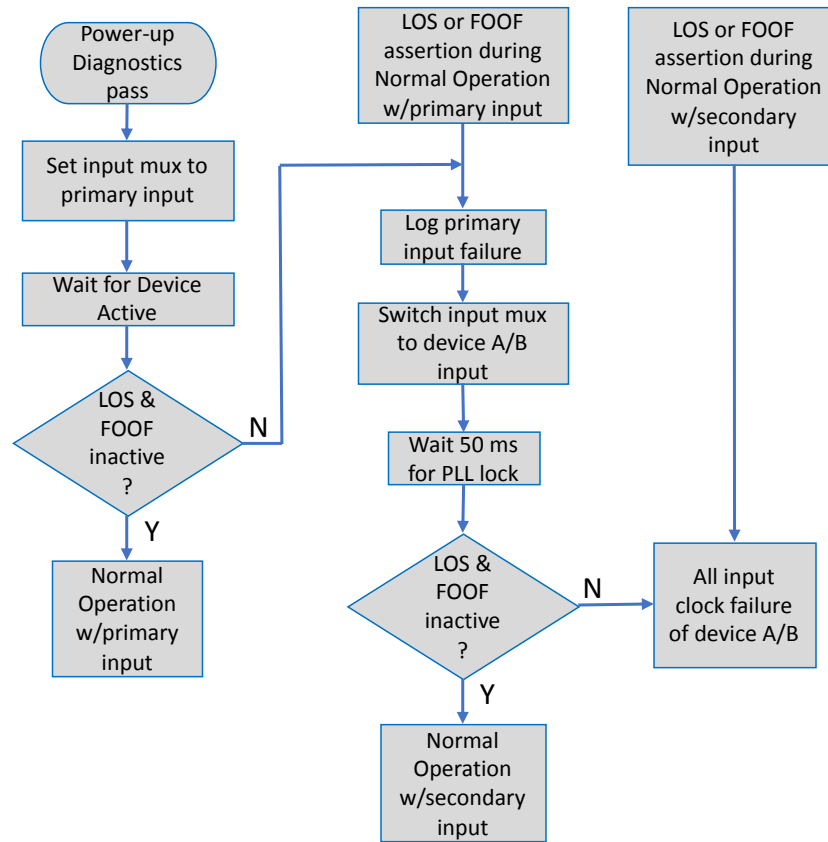 Power-up
Diagnostics
pass
Set input mux to
primary input
Wait for Device
Active
LOS &
FOOF
inactive
?
N
Y
Normal
Operation
w/primary
input
LOS or FOOF
assertion during
Normal Operation
w/primary input
Log primary
input failure
Switch input mux
to device A/B
input
Wait 50 ms
for PLL lock
LOS &
FOOF
inactive
?
N
Y
Normal
Operation
w/secondary
input
LOS or FOOF
assertion during
Normal Operation
w/secondary
input
All input
clock failure
of device A/B